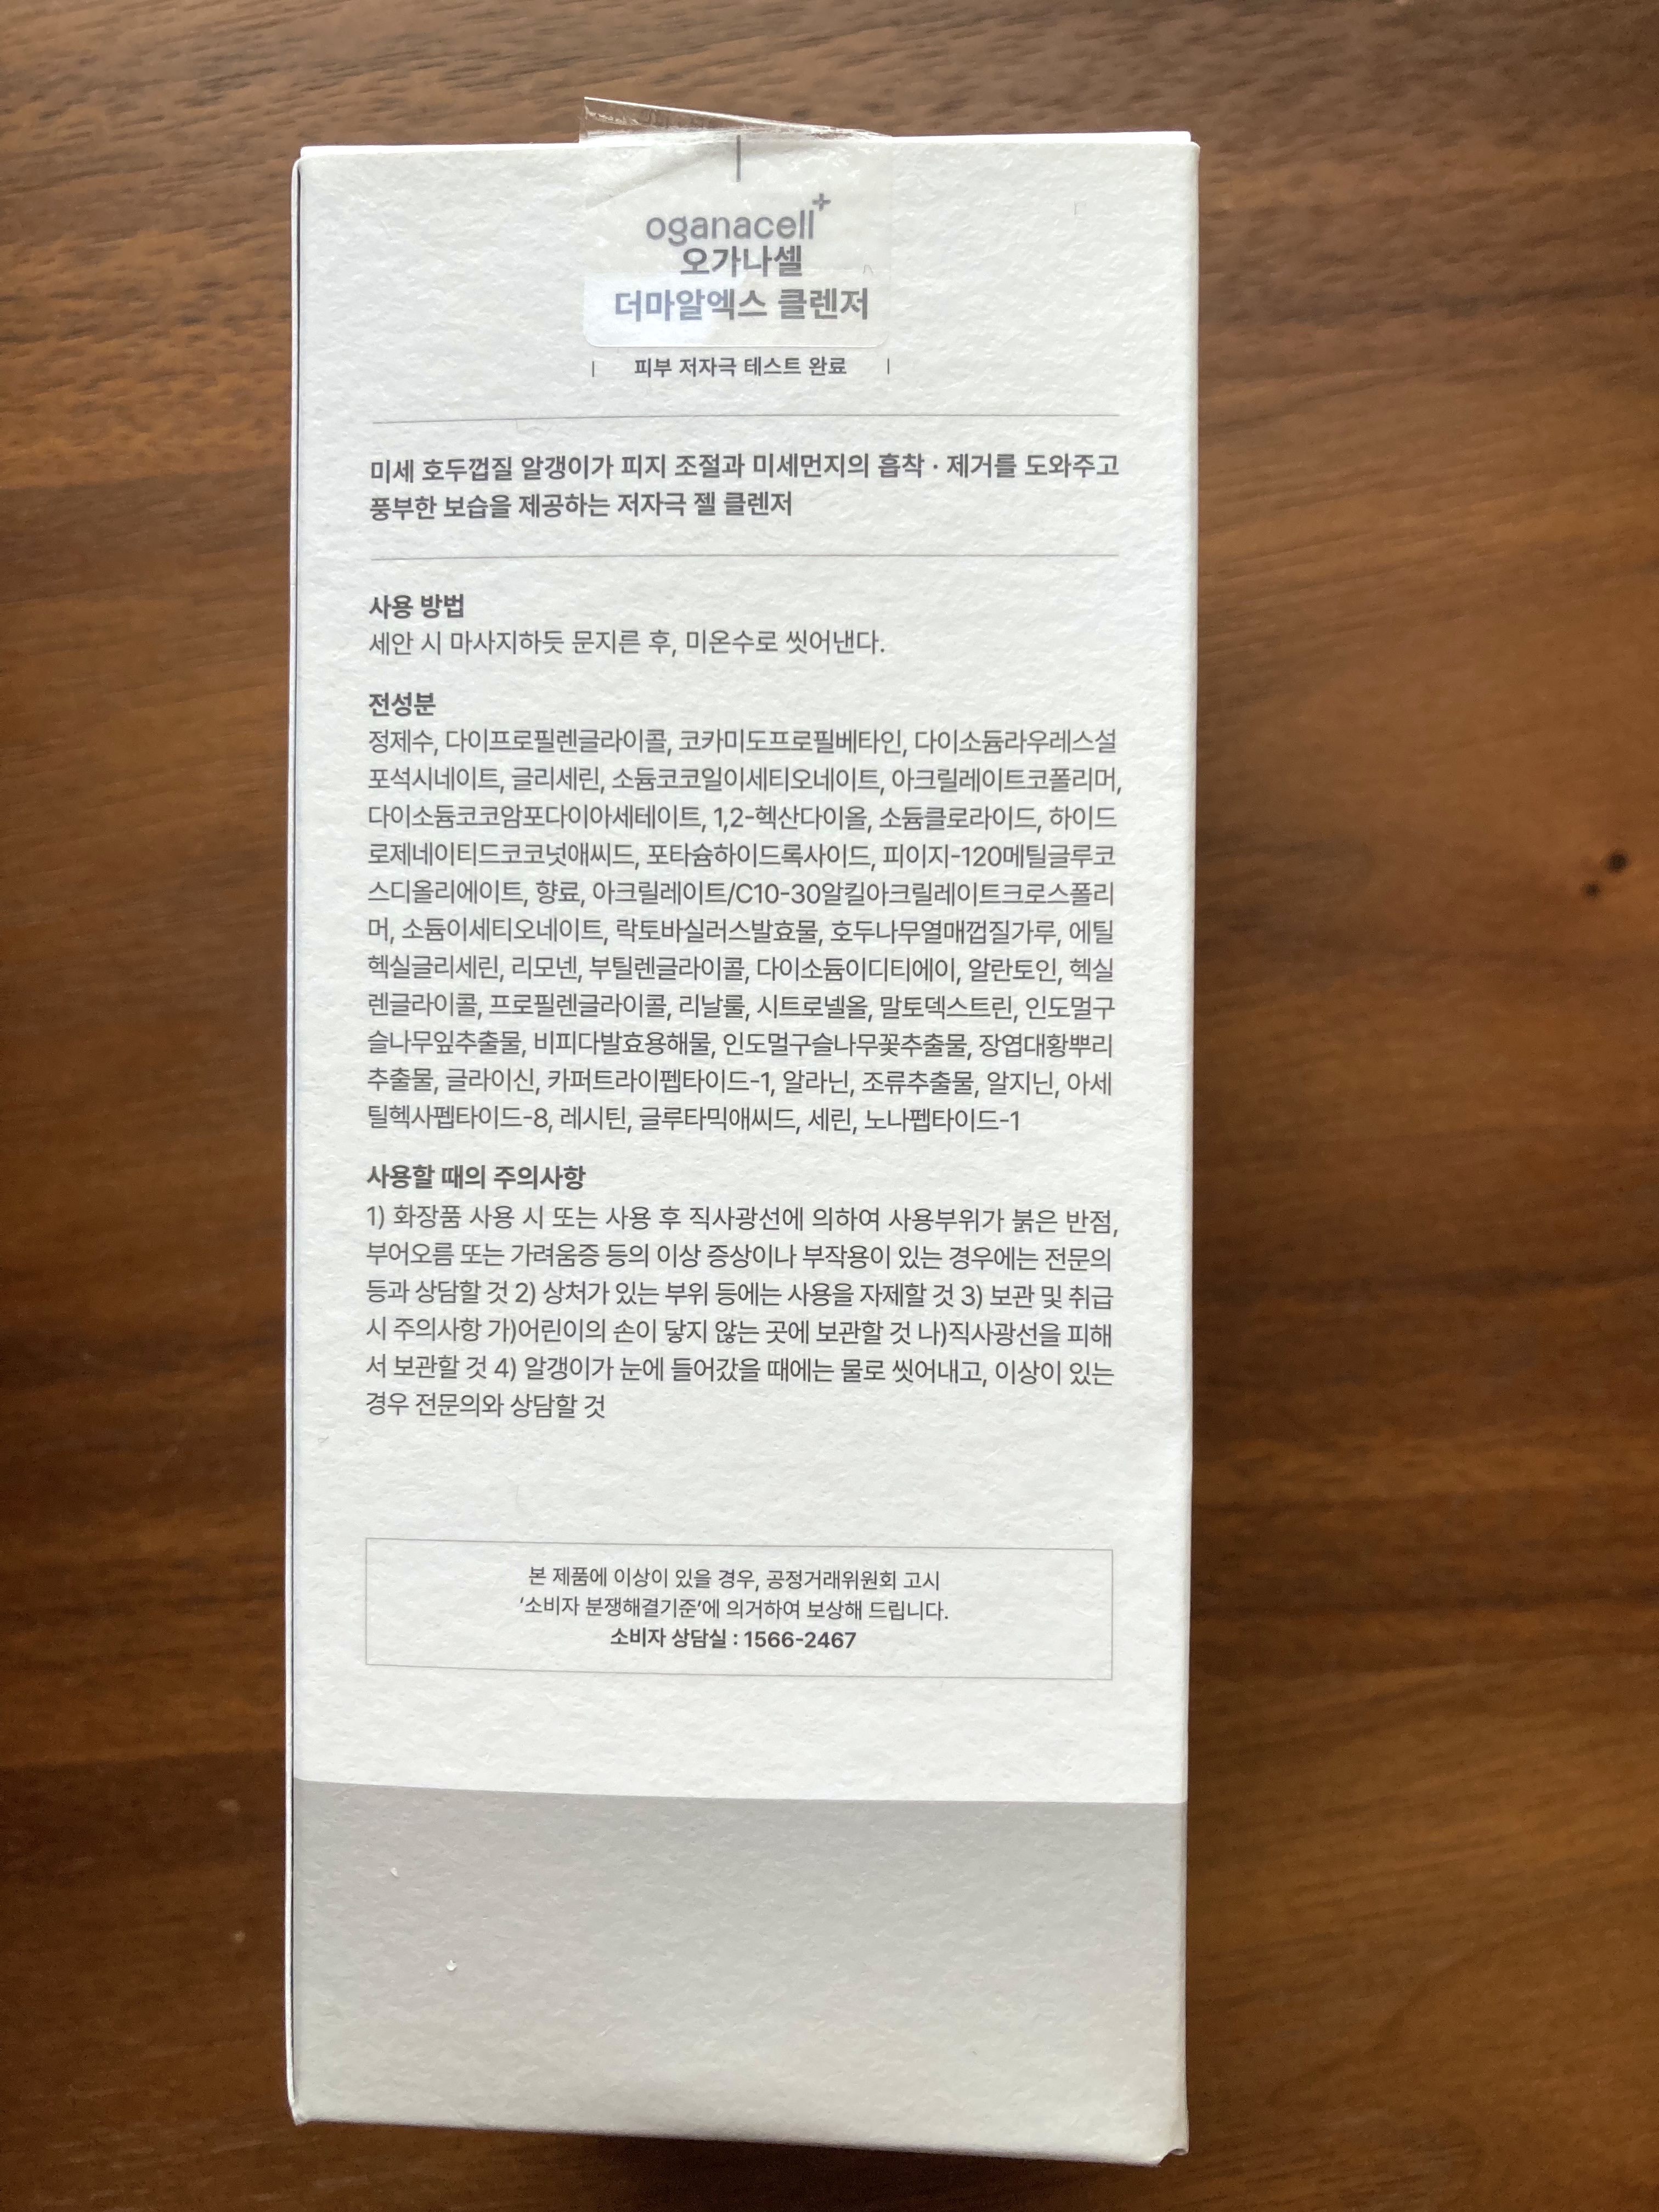 oganacell+
오가나셀
더마알엑스 클렌저
피부 저자극 테스트 완료
미세 호두껍질 알갱이가 피지 조절과 미세먼지의 흡착 · 제거를 도와주고
풍부한 보습을 제공하는 저자극 젤 클렌저
사용 방법
세안 시 마사지하듯 문지른 후, 미온수로 씻어낸다.
전성분
정제수, 다이프로필렌글라이콜, 코카미도프로필베타인, 다이소듐라우레스설
포석시네이트, 글리세린, 소듐코코일이세티오네이트, 아크릴레이트코폴리머,
다이소듐코코암포다이아세테이트, 1,2-헥산다이올, 소듐클로라이드, 하이드
로제네이티드코코넛애씨드, 포타슘하이드록사이드, 피이지-120메틸글루코
스디올리에이트, 향료, 아크릴레이트/C10-30알킬아크릴레이트크로스폴리
머, 소듐이세티오네이트, 락토바실러스발효물, 호두나무열매껍질가루, 에틸
헥실글리세린, 리모넨, 부틸렌글라이콜, 다이소듐이디티에이, 알란토인, 헥실
렌글라이콜, 프로필렌글라이콜, 리날룰, 시트로넬올, 말토덱스트린, 인도멀구
슬나무잎추출물, 비피다발효용해물, 인도멀구슬나무꽃추출물, 장엽대황뿌리
추출물, 글라이신, 카퍼트라이펩타이드-1, 알라닌, 조류추출물, 알지닌, 아세
틸헥사펩타이드-8, 레시틴, 글루타믹애씨드, 세린, 노나펩타이드-1
사용할 때의 주의사항
1) 화장품 사용 시 또는 사용 후 직사광선에 의하여 사용부위가 붉은 반점,
부어오름 또는 가려움증 등의 이상 증상이나 부작용이 있는 경우에는 전문의
등과 상담할 것 2) 상처가 있는 부위 등에는 사용을 자제할 것 3) 보관 및 취급
시 주의사항 가)어린이의 손이 닿지 않는 곳에 보관할 것 나)직사광선을 피해
서 보관할 것 4) 알갱이가 눈에 들어갔을 때에는 물로 씻어내고, 이상이 있는
경우 전문의와 상담할 것
본 제품에 이상이 있을 경우, 공정거래위원회 고시
‘소비자 분쟁해결기준’에 의거하여 보상해 드립니다.
소비자 상담실 : 1566-2467